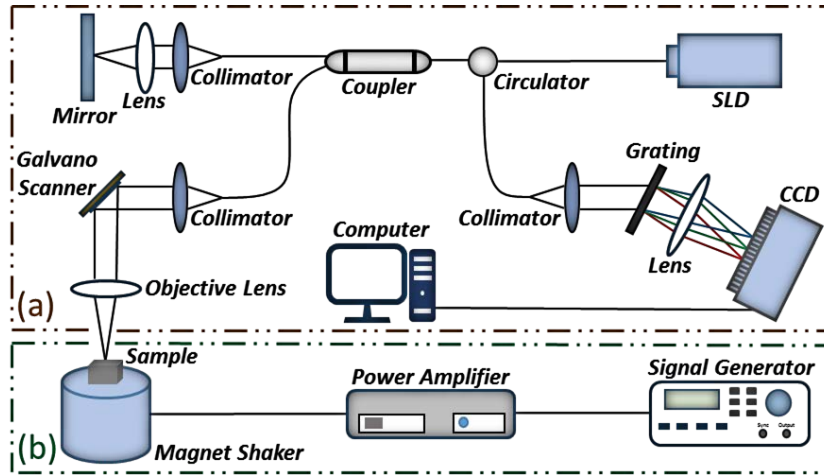 Mirror
Lens
Collimator
Coupler
Circulator
SLD
Galvano
Scanner
Collimator
Collimator
Grating
Lens
CCD
Computer
Objective Lens
(a)
Sample
Magnet Shaker
Power Amplifier
Signal Generator
Sync
Output
(b)